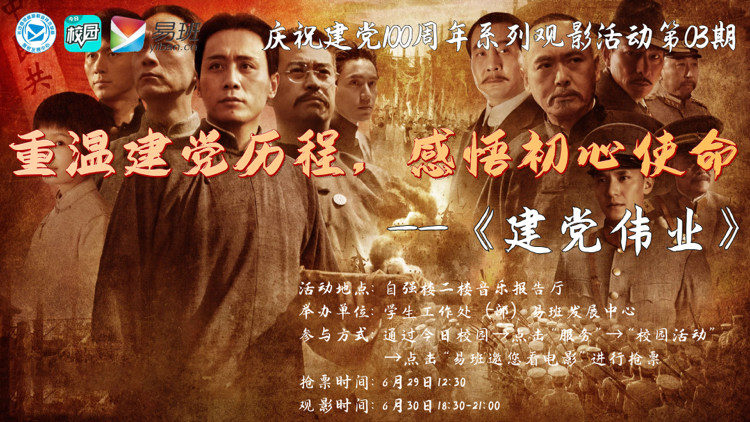 今日
校园
易班
yiban.cn
庆祝建党100周年系列观影活动第03期
重温建党历程，感悟初心使命
——《建党伟业》
活动地点：自强楼二楼音乐报告厅
举办单位：学生工作处（部）易班发展中心
参与方式：通过今日校园→点击“服务”→“校园活动”
→点击“易班邀您看电影”进行抢票
抢票时间：6月29日12:30
观影时间：6月30日18:30-21:00